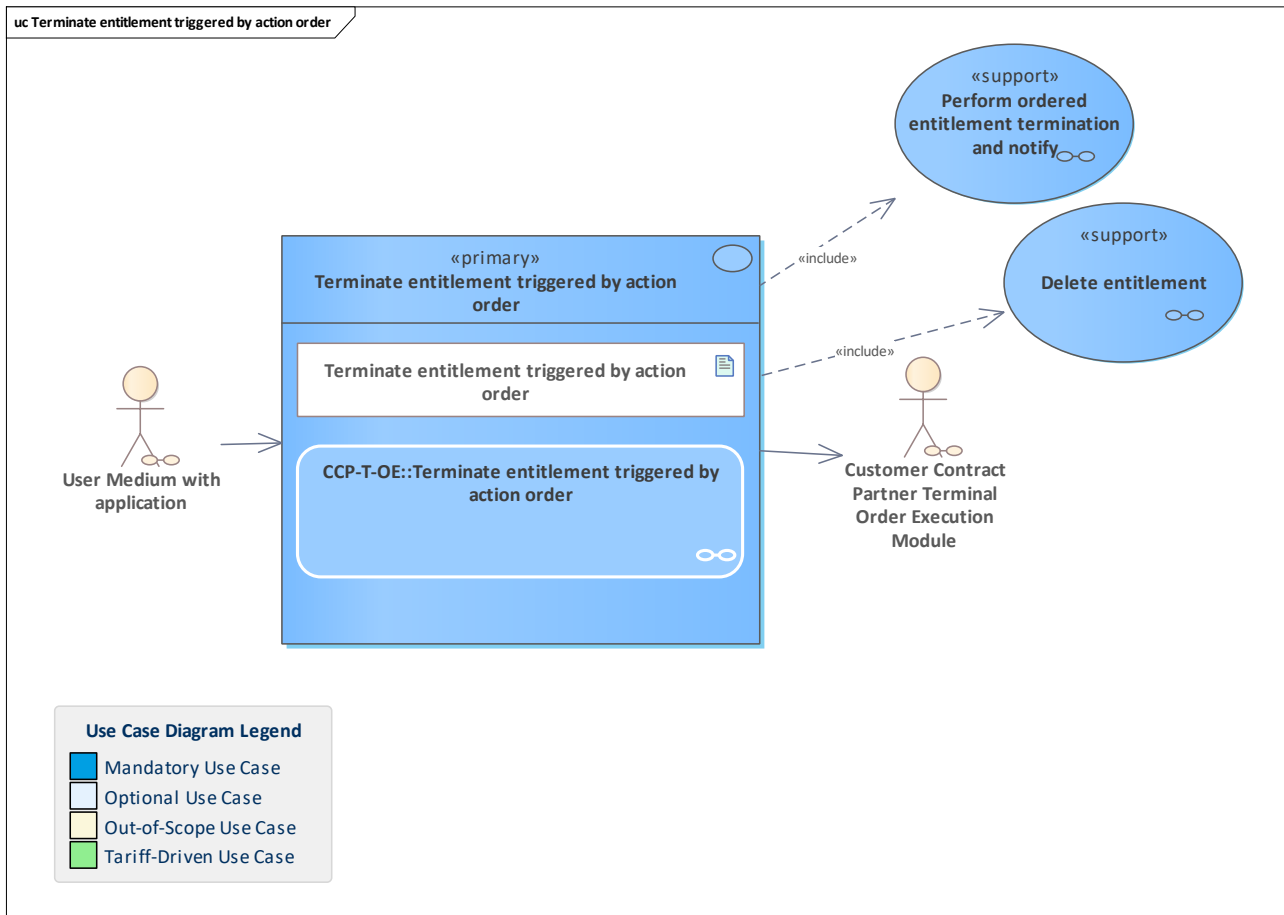 uc Terminate entitlement triggered by action order
«support»
Perform ordered
entitlement termination
and notify
«support»
Delete entitlement
«include»
«include»
«primary»
Terminate entitlement triggered by action
order
Terminate entitlement triggered by action
order
CCP-T-OE::Terminate entitlement triggered by
action order
User Medium with
application
Customer Contract
Partner Terminal
Order Execution
Module
Use Case Diagram Legend
Mandatory Use Case
Optional Use Case
Out-of-Scope Use Case
Tariff-Driven Use Case